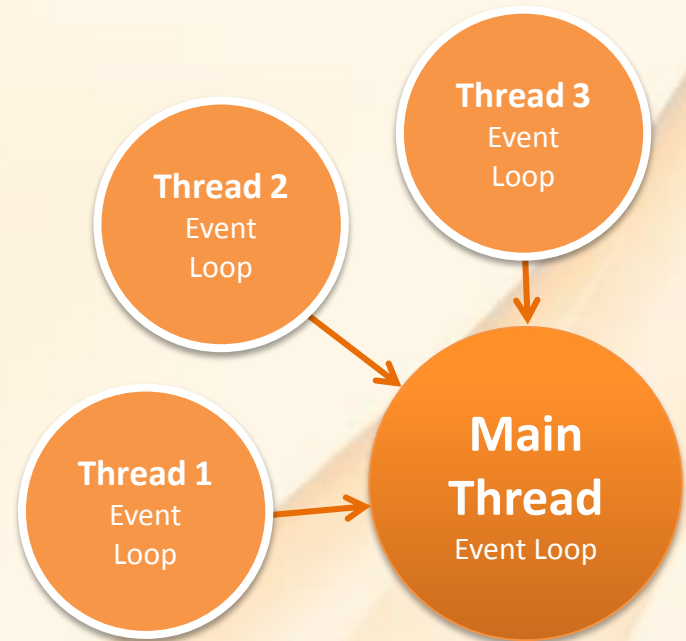 Thread 3
Event
Loop
Thread 2
Event
Loop
Thread 1
Event
Loop
Main
Thread
Event Loop